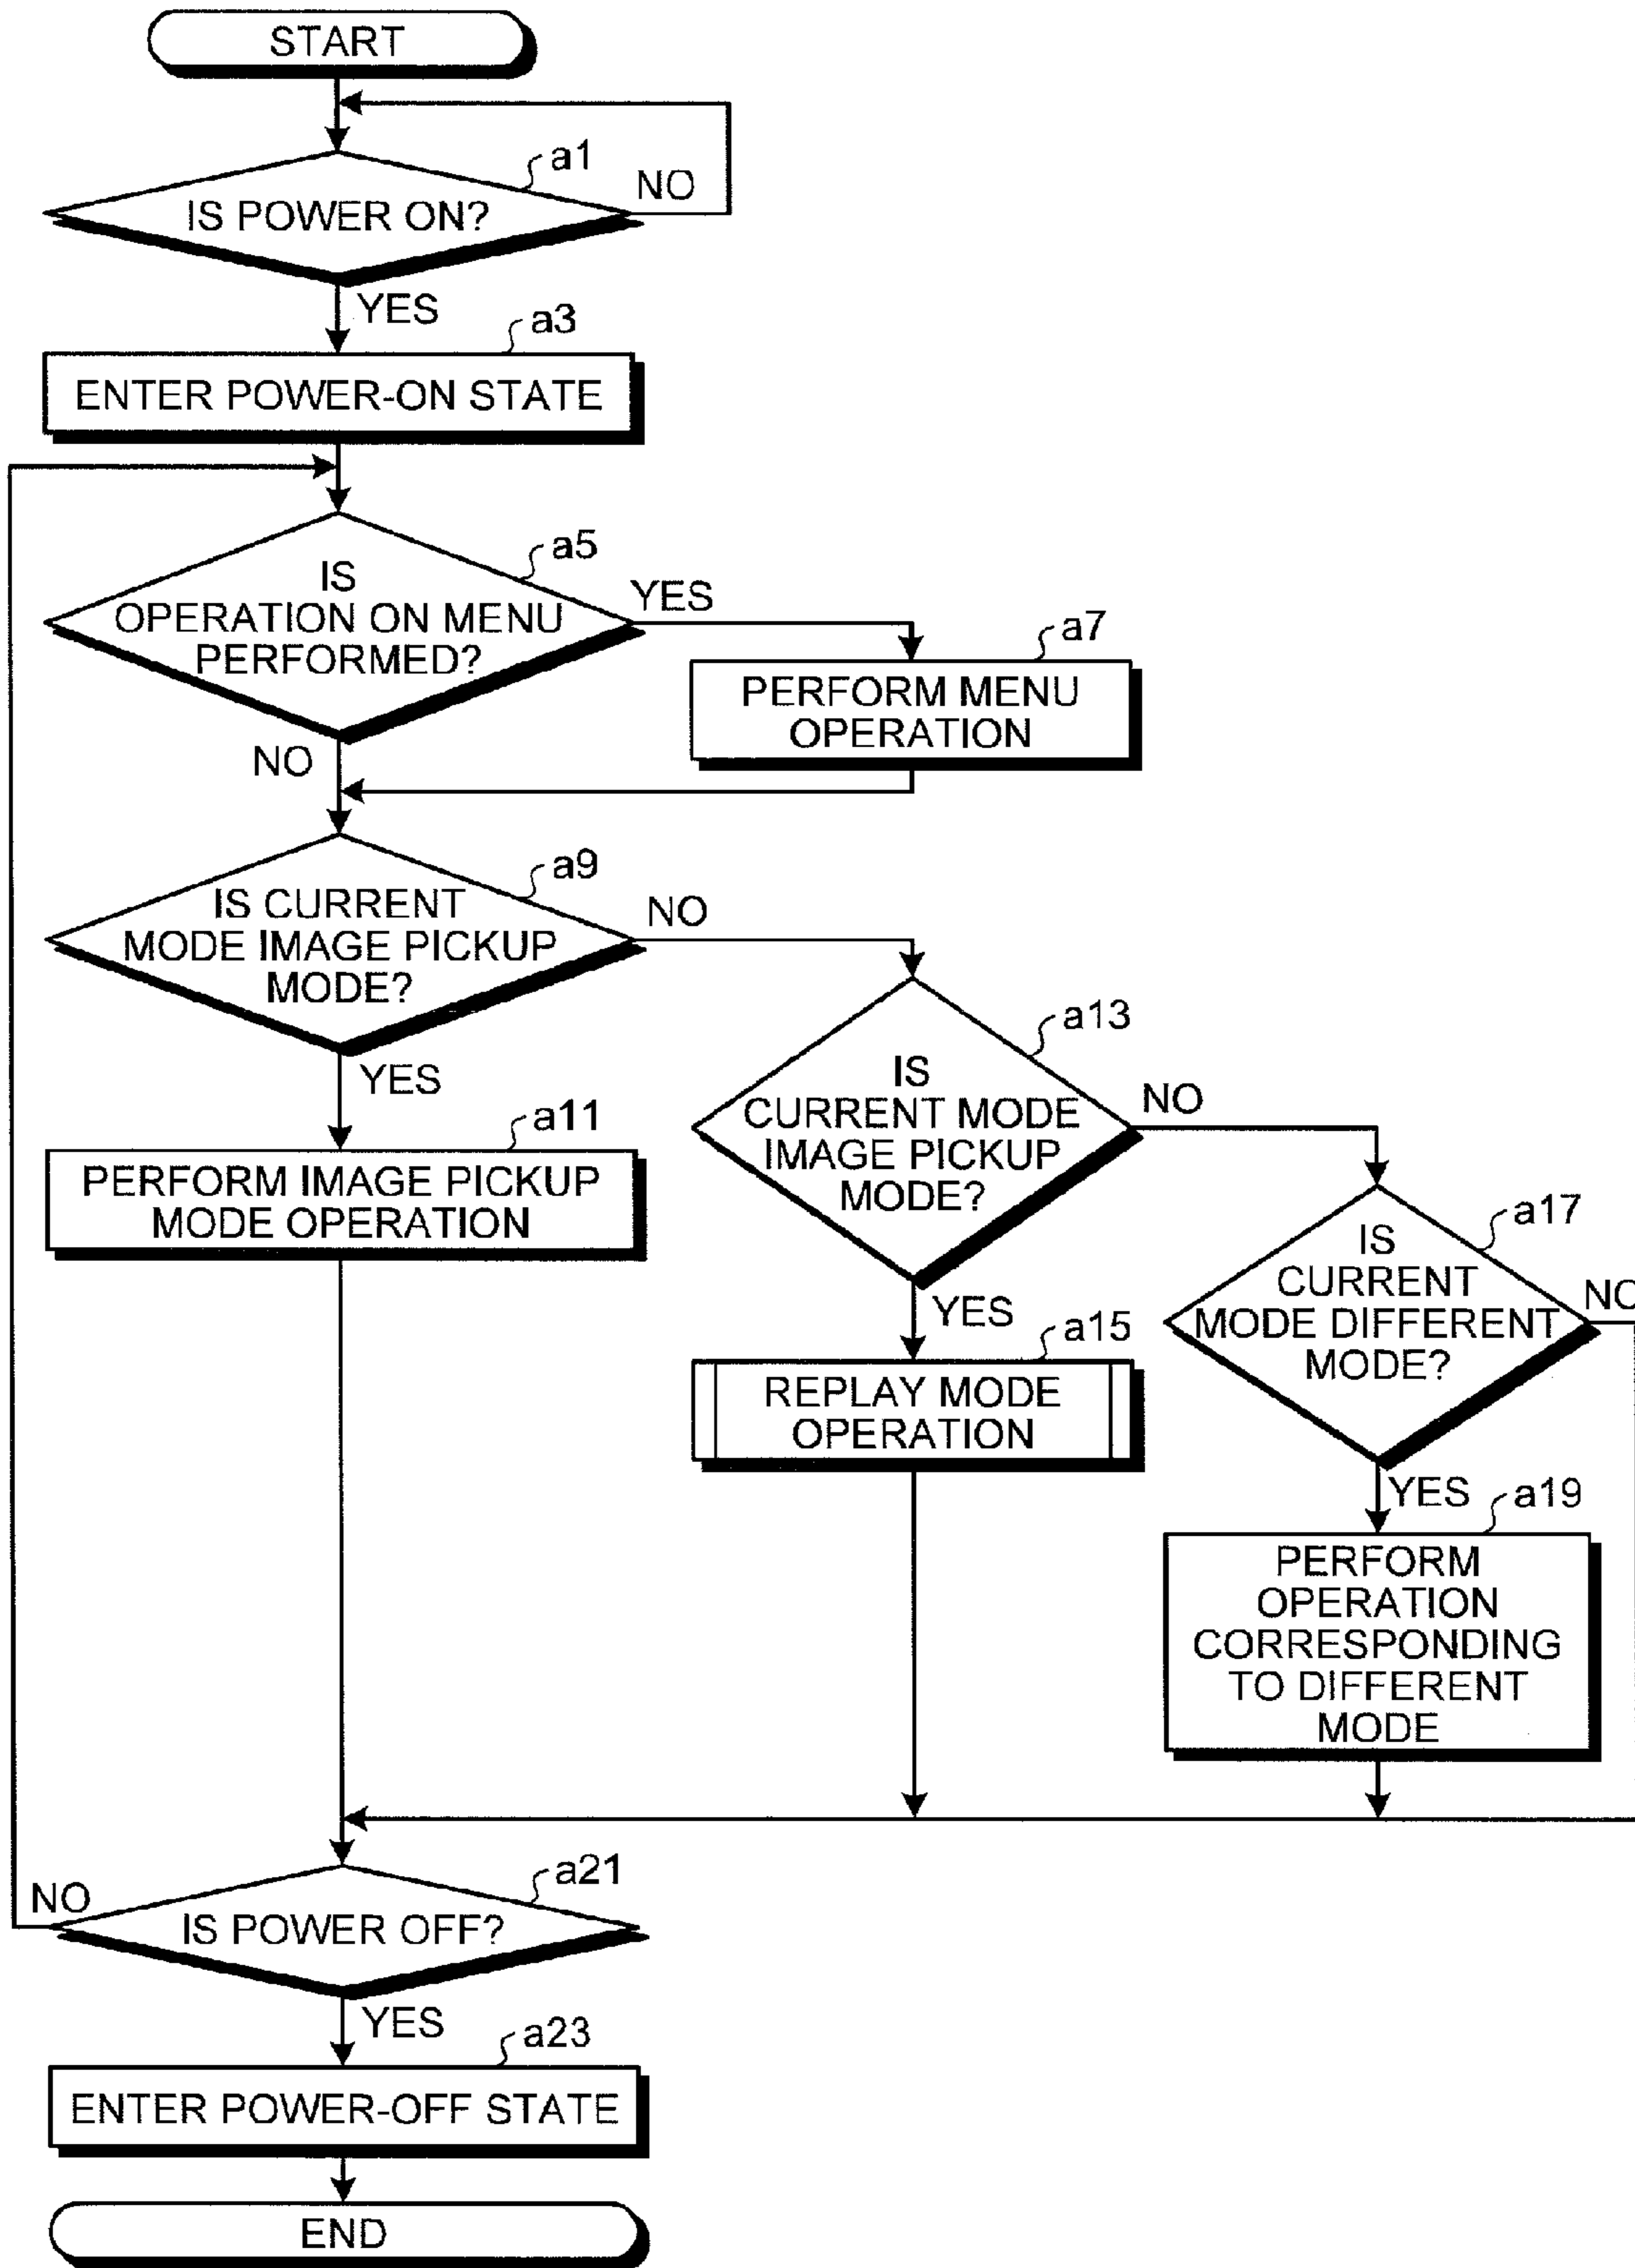 START
a1
IS POWER ON?
NO
YES
a3
ENTER POWER-ON STATE
a5
IS
OPERATION ON MENU
PERFORMED?
YES
NO
a7
PERFORM MENU
OPERATION
a9
IS CURRENT
MODE IMAGE PICKUP
MODE?
NO
YES
a11
PERFORM IMAGE PICKUP
MODE OPERATION
a13
IS
CURRENT MODE
IMAGE PICKUP
MODE?
NO
YES
a15
REPLAY MODE
OPERATION
a17
IS
CURRENT
MODE DIFFERENT
MODE?
NO
YES
a19
PERFORM
OPERATION
CORRESPONDING
TO DIFFERENT
MODE
a21
IS POWER OFF?
NO
YES
a23
ENTER POWER-OFF STATE
END